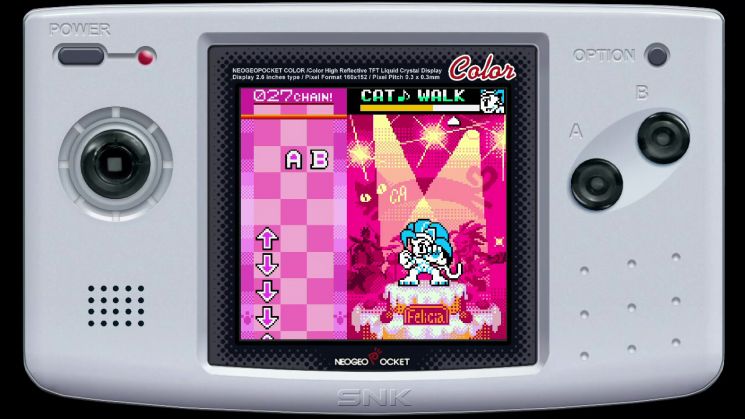 POWER
OPTION
NEOGEOPOCKET COLOR /Color High Reflective TFT Liquid Crystal Display
Display 2.6 inches type / Pixel Format 160x152 / Pixel Pitch 0.3 x 0.3mm
Color
027CHAIN!
CAT♪ WALK
B
A
A B
CA
Felicia
NEOGEO POCKET
SNK